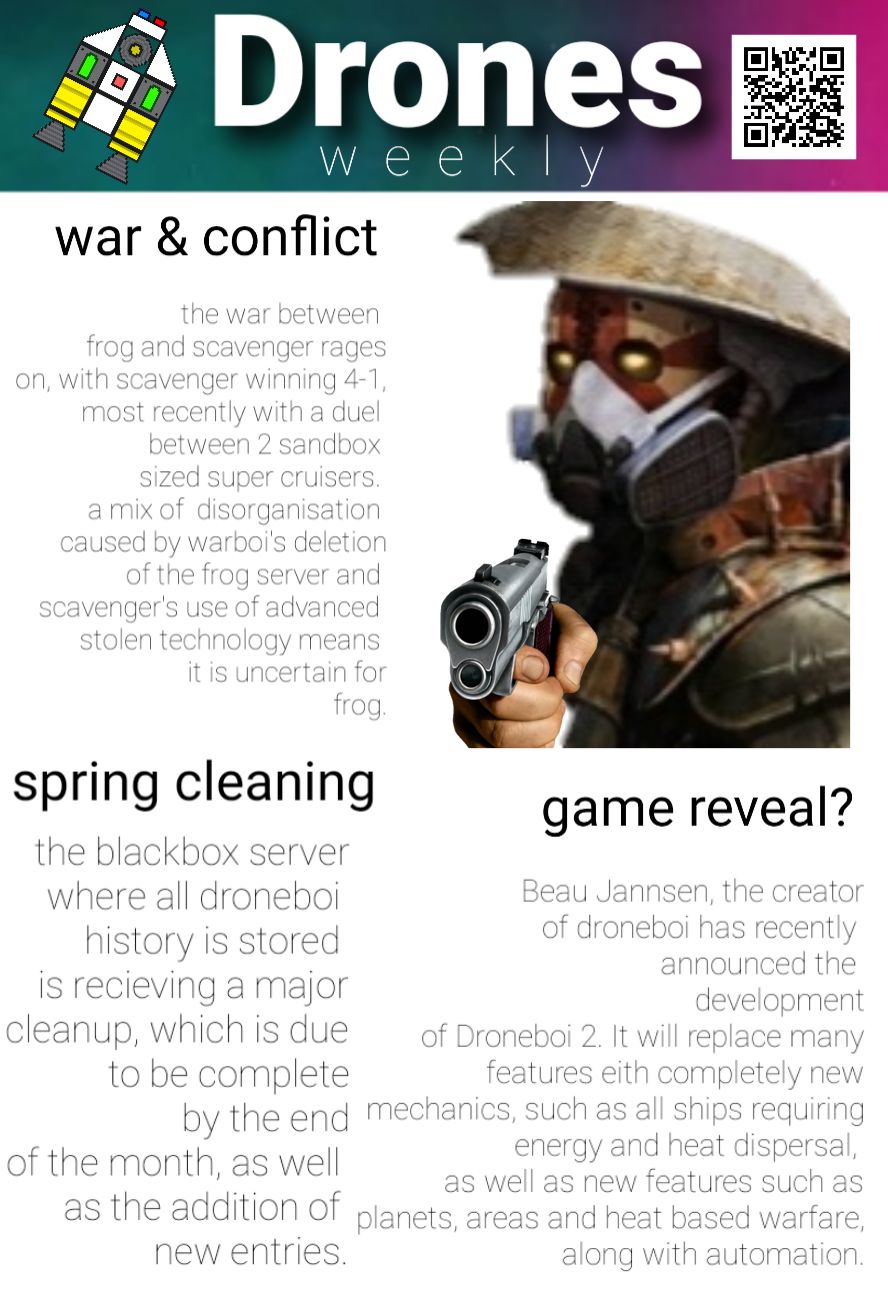 Drones
weekly
war & conflict
the war between
frog and scavenger rages
on, with scavenger winning 4-1,
most recently with a duel
between 2 sandbox
sized super cruisers.
a mix of  disorganisation
caused by warboi's deletion
of the frog server and
scavenger's use of advanced
stolen technology means
it is uncertain for
frog.
spring cleaning
the blackbox server
where all droneboi
history is stored
is recieving a major
cleanup, which is due
to be complete
by the end
of the month, as well
as the addition of
new entries.
game reveal?
Beau Jannsen, the creator
of droneboi has recently
announced the
development
of Droneboi 2. It will replace many
features eith completely new
mechanics, such as all ships requiring
energy and heat dispersal,
as well as new features such as
planets, areas and heat based warfare,
along with automation.